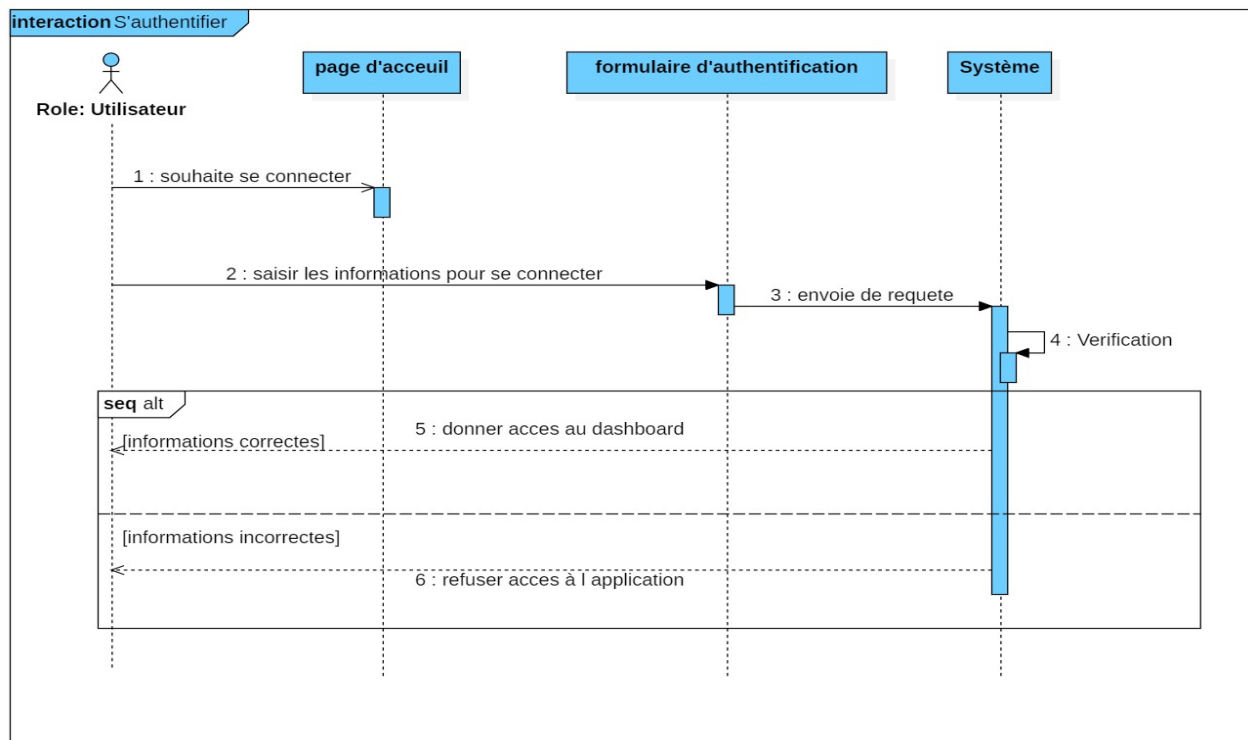 interaction S'authentifier
page d'acceuil
formulaire d'authentification
Système
Role: Utilisateur
1 : souhaite se connecter
2 : saisir les informations pour se connecter
3 : envoie de requete
4 : Verification
seq alt
5 : donner acces au dashboard
[informations correctes]
[informations incorrectes]
6 : refuser acces à l application